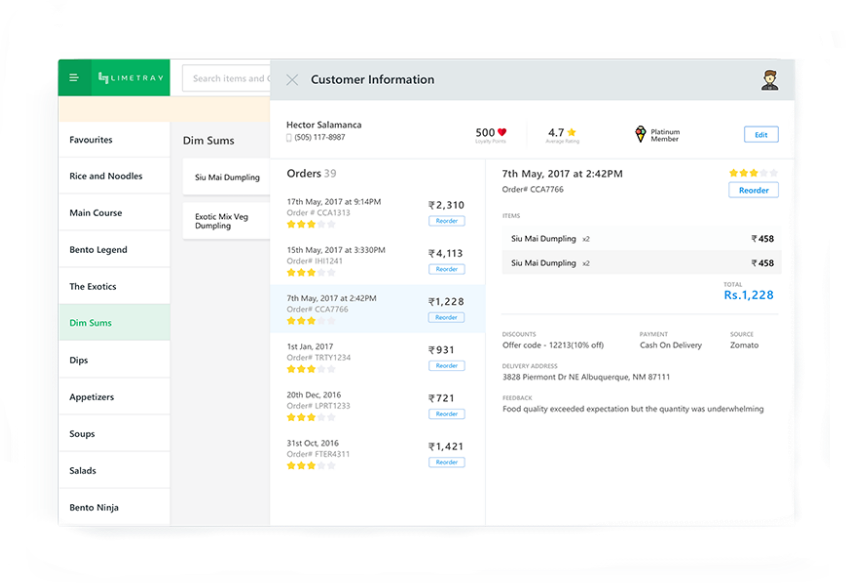 LIMETRAY
Search items and C
Customer Information
Favourites
Rice and Noodles
Main Course
Bento Legend
The Exotics
Dim Sums
Dips
Appetizers
Soups
Salads
Bento Ninja
Dim Sums
Siu Mai Dumpling
Exotic Mix Veg
Dumpling
Hector Salamanca
(505) 117-8987
500
Loyalty Points
4.7
Average Rating
Platinum
Member
Edit
Orders 39
17th May, 2017 at 9:14PM
Order # CCA1313
₹2,310
Reorder
15th May, 2017 at 3:330PM
Order# IHI1241
₹4,113
Reorder
7th May, 2017 at 2:42PM
Order# CCA7766
₹1,228
Reorder
1st Jan, 2017
Order# TRTY1234
₹931
Reorder
20th Dec, 2016
Order# LPRT1233
₹721
Reorder
31st Oct, 2016
Order# FTER4311
₹1,421
Reorder
7th May, 2017 at 2:42PM
Order# CCA7766
Reorder
ITEMS
Siu Mai Dumpling x2 ₹458
Siu Mai Dumpling x2 ₹458
TOTAL
Rs.1,228
DISCOUNTS
Offer code - 12213(10% off)
PAYMENT
Cash On Delivery
SOURCE
Zomato
DELIVERY ADDRESS
3828 Piermont Dr NE Albuquerque, NM 87111
FEEDBACK
Food quality exceeded expectation but the quantity was underwhelming